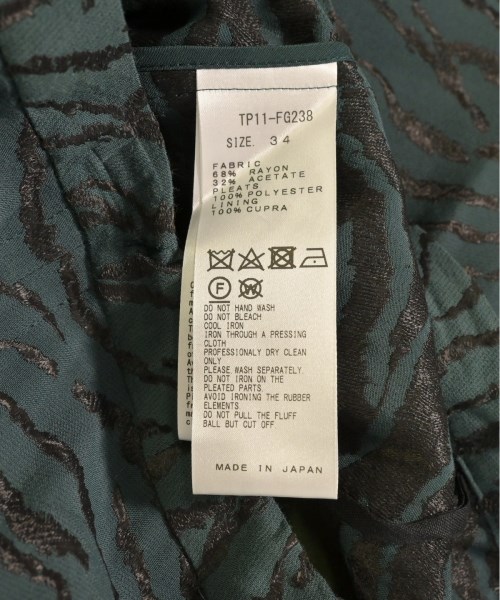 TP11-FG238
SIZE. 34
FABRIC
68% RAYON
32% ACETATE
PLEATS
100% POLYESTER
LINING
100% CUPRA
F W
DO NOT HAND WASH
DO NOT BLEACH
COOL IRON
IRON THROUGH A PRESSING
CLOTH
PROFESSIONALY DRY CLEAN
ONLY
PLEASE WASH SEPARATELY.
DO NOT IRON ON THE
PLEATED PARTS.
AVOID IRONING THE RUBBER
ELEMENTS.
DO NOT PULL THE FLUFF
BALL BUT CUT OFF.
MADE IN JAPAN